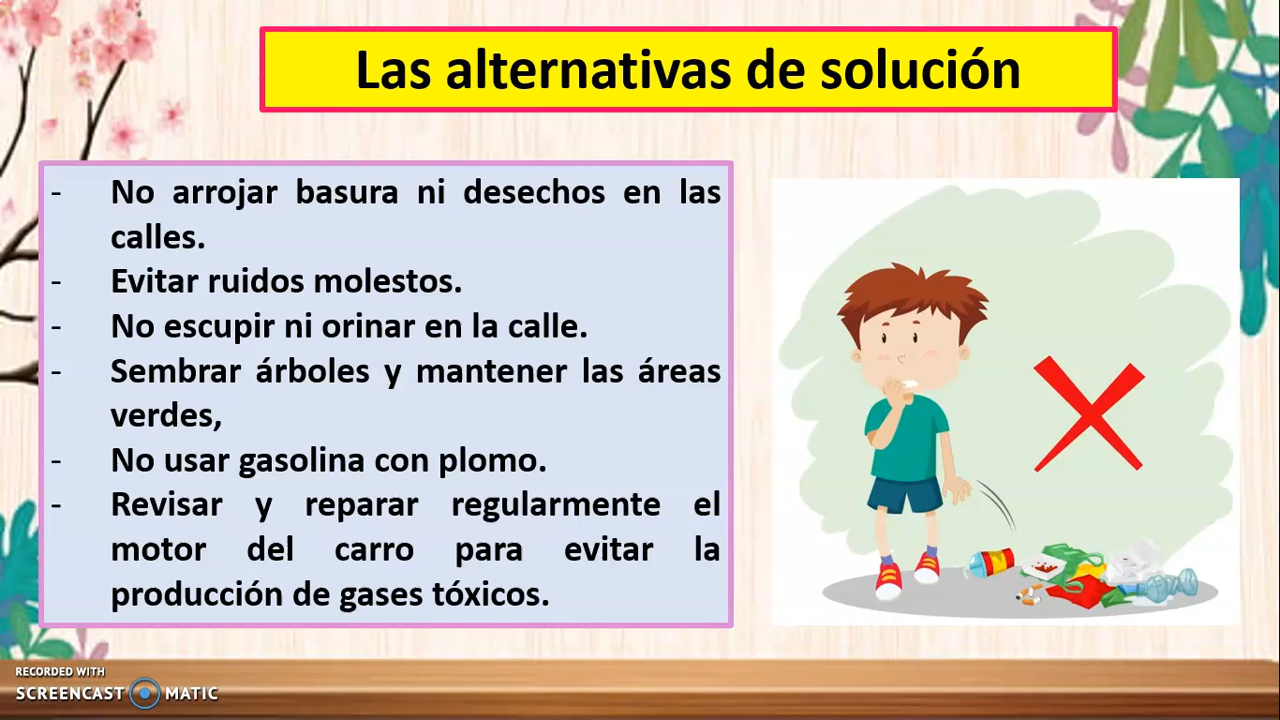 Las alternativas de solución
- No arrojar basura ni desechos en las
calles.
- Evitar ruidos molestos.
- No escupir ni orinar en la calle.
- Sembrar árboles y mantener las áreas
verdes,
- No usar gasolina con plomo.
- Revisar y reparar regularmente el
motor del carro para evitar la
producción de gases tóxicos.
RECORDED WITH
SCREENCAST MATIC